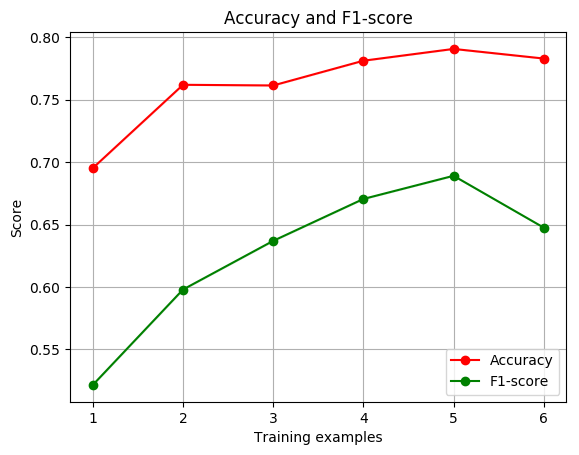 Accuracy and F1-score
0.80
0.75
0.70
0.65
0.60
0.55
Score
1 2 3 4 5 6
Training examples
Accuracy
F1-score